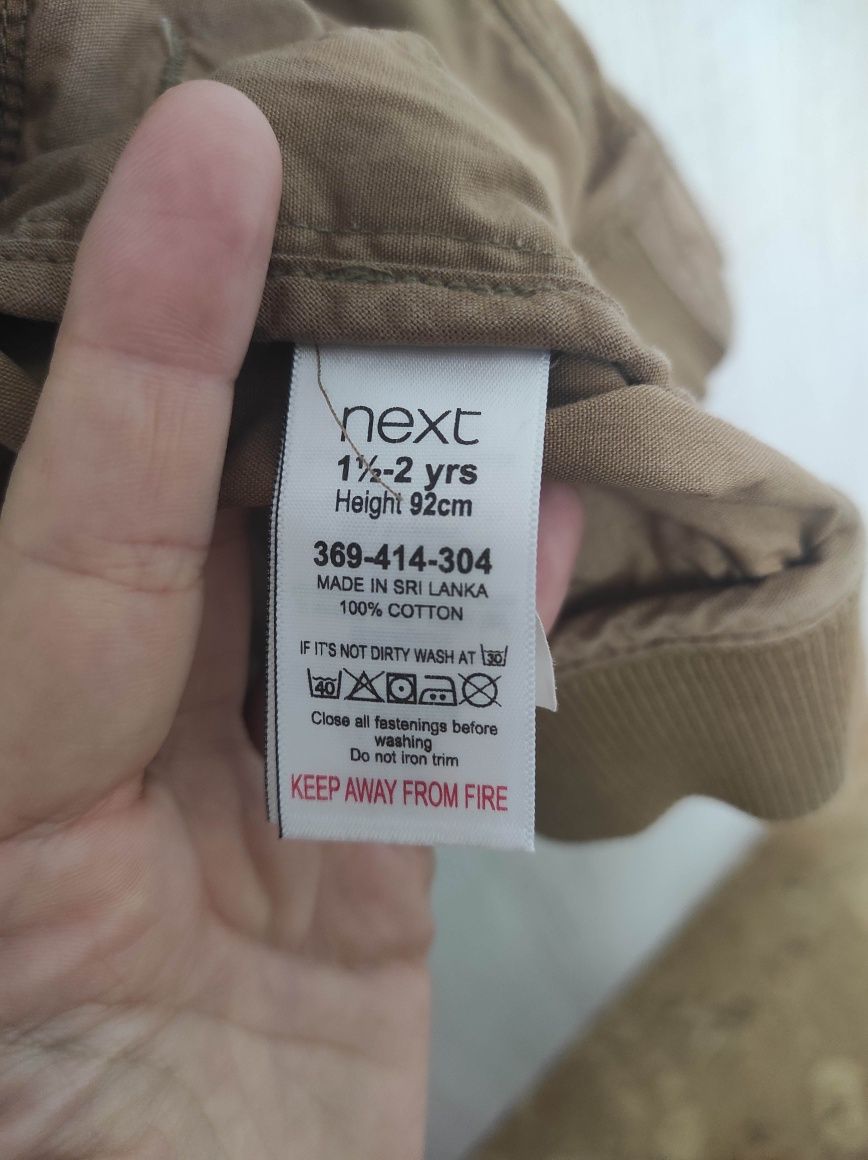 next
1½-2 yrs
Height 92cm
369-414-304
MADE IN SRI LANKA
100% COTTON
IF IT'S NOT DIRTY WASH AT 30
40
Close all fastenings before
washing
Do not iron trim
KEEP AWAY FROM FIRE